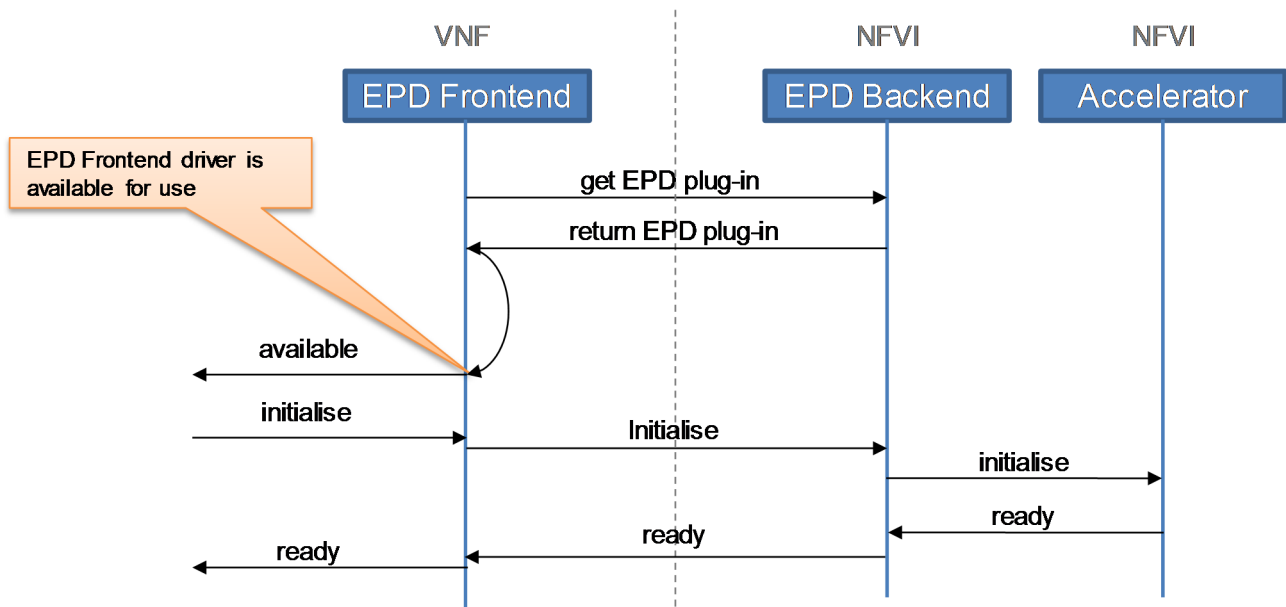 VNF
NFVI
NFVI
EPD Frontend
EPD Backend
Accelerator
EPD Frontend driver is
available for use
get EPD plug-in
return EPD plug-in
available
initialise
Initialise
initialise
ready
ready
ready